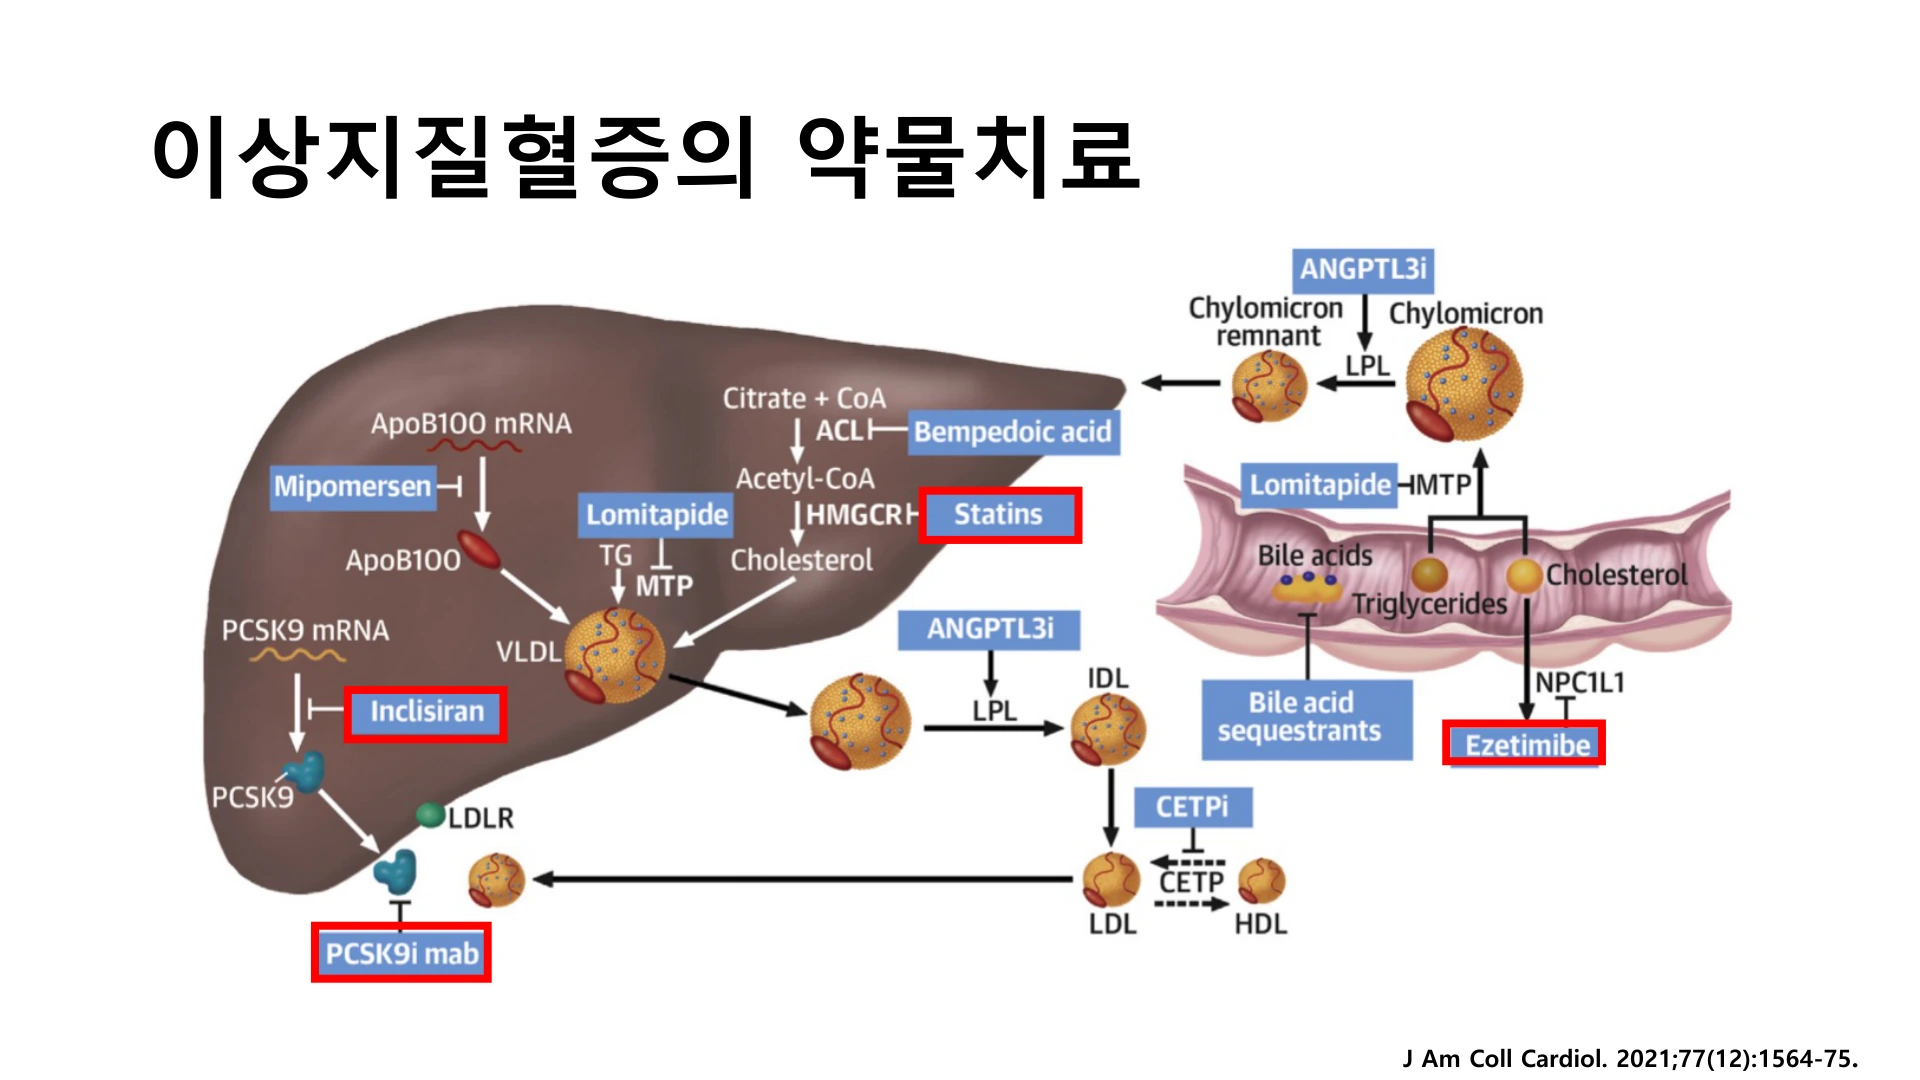 이상지질혈증의 약물치료
ANGPTL3i
Chylomicron
remnant
Chylomicron
LPL
Citrate + CoA
ACL
Bempedoic acid
Acetyl-CoA
HMGCR
Statins
Cholesterol
ApoB100 mRNA
Mipomersen
ApoB100
Lomitapide
TG
MTP
VLDL
PCSK9 mRNA
Inclisiran
PCSK9
LDLR
PCSK9i mab
ANGPTL3i
LPL
IDL
CETPi
CETP
LDL
HDL
Lomitapide
MTP
Bile acids
Triglycerides
Cholesterol
Bile acid
sequestrants
NPC1L1
Ezetimibe
J Am Coll Cardiol. 2021;77(12):1564-75.